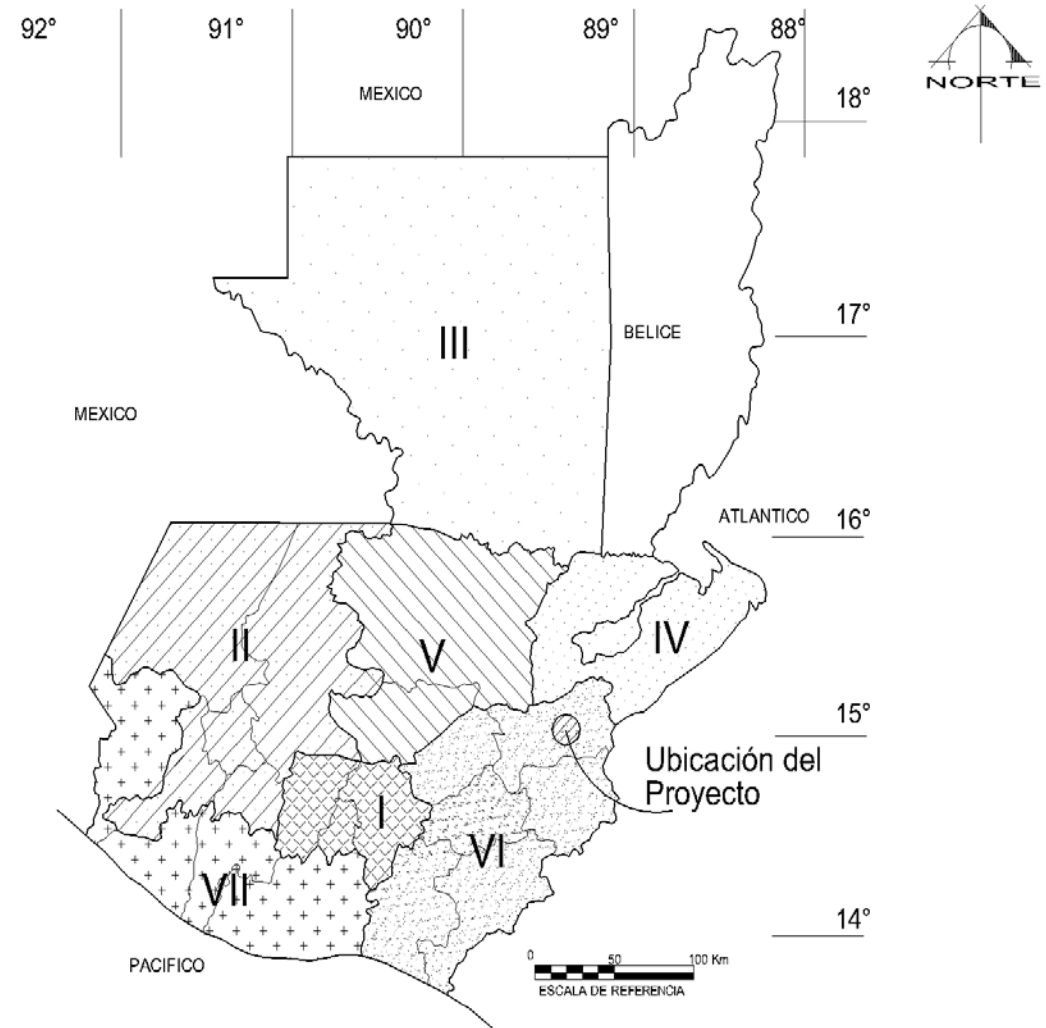 92°
91°
90°
89°
88°
NORTE
MEXICO
18°
III
17°
BELICE
MEXICO
ATLANTICO
16°
II
V
IV
15°
Ubicación del
Proyecto
I
VI
VII
14°
PACIFICO
0 50 100 Km
ESCALA DE REFERENCIA